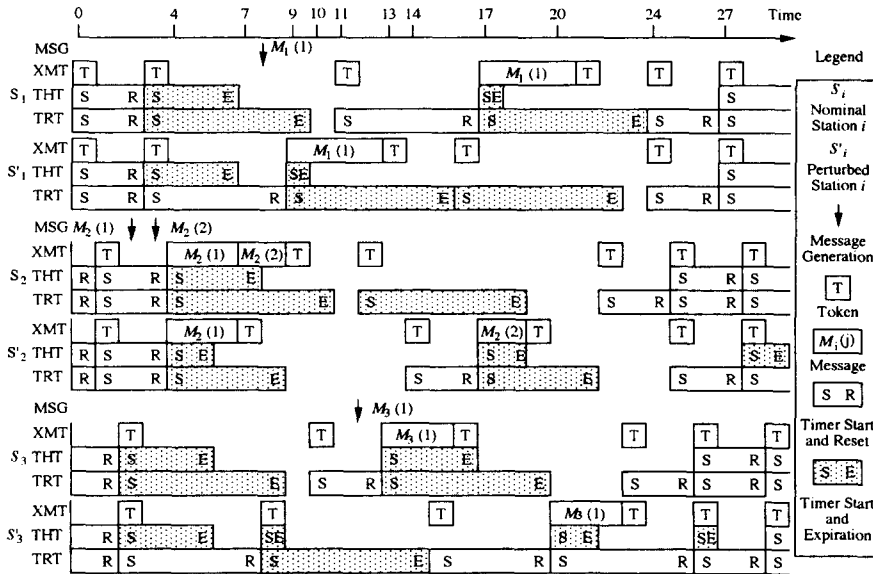 0 4 7 9 10 11 13 14 17 20 24 27 Time
MSG M₁ (1)
XMT T T T M₁ (1) T T T
S₁ THT S R S E S E S
TRT S R S E S R S E S R S
XMT T T M₁ (1) T T T T
S'₁ THT S R S E S E S
TRT S R S R S E S E S R S
MSG M₂ (1) M₂ (2)
XMT T M₂ (1) M₂ (2) T T T T T
S₂ THT R S R S E S R S
TRT R S R S E S E S R S R S
XMT T M₂ (1) T T M₂ (2) T T T
S'₂ THT R S R S E S E S E
TRT R S R S E S R S E S R S
MSG M₃ (1)
XMT T T M₃ (1) T T T T
S₃ THT R S E S E S R S
TRT R S E S R S E S R S R S
XMT T T T M₃ (1) T T T
S'₃ THT R S E S E S E S E S
TRT R S R S E S R S R S R S
Legend
Sᵢ
Nominal
Station i
S'ᵢ
Perturbed
Station i
Message
Generation
T
Token
Mᵢ(j)
Message
S R
Timer Start
and Reset
S E
Timer Start
and
Expiration